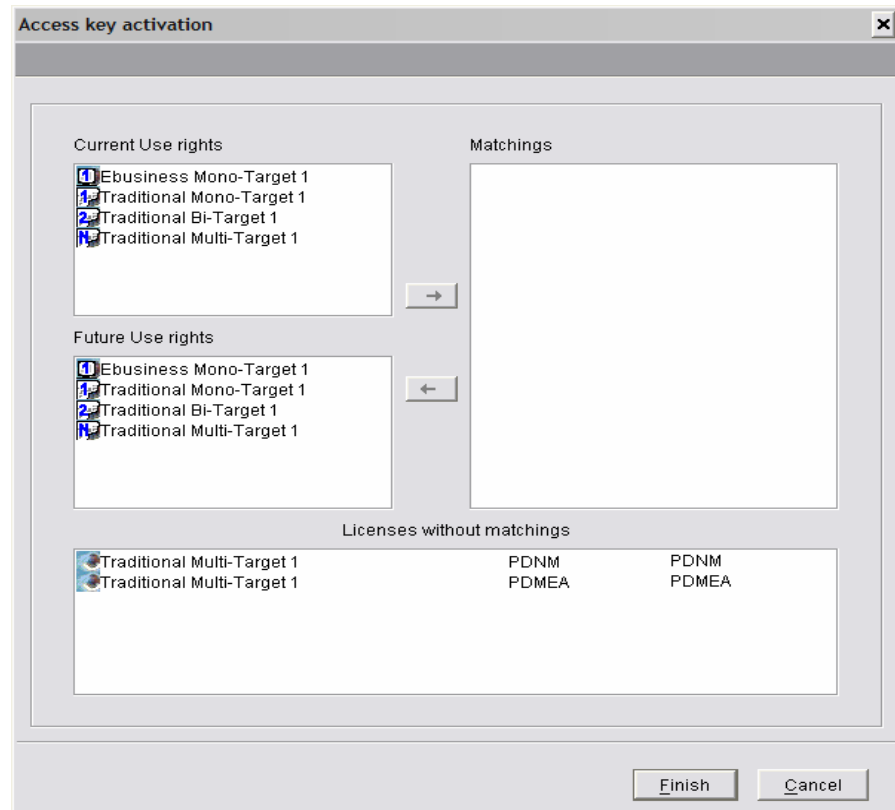 Access key activation
Current Use rights
Matchings
Ebusiness Mono-Target 1
Traditional Mono-Target 1
Traditional Bi-Target 1
Traditional Multi-Target 1
Future Use rights
Ebusiness Mono-Target 1
Traditional Mono-Target 1
Traditional Bi-Target 1
Traditional Multi-Target 1
Licenses without matchings
Traditional Multi-Target 1 PDNM PDNM
Traditional Multi-Target 1 PDMEA PDMEA
Finish Cancel